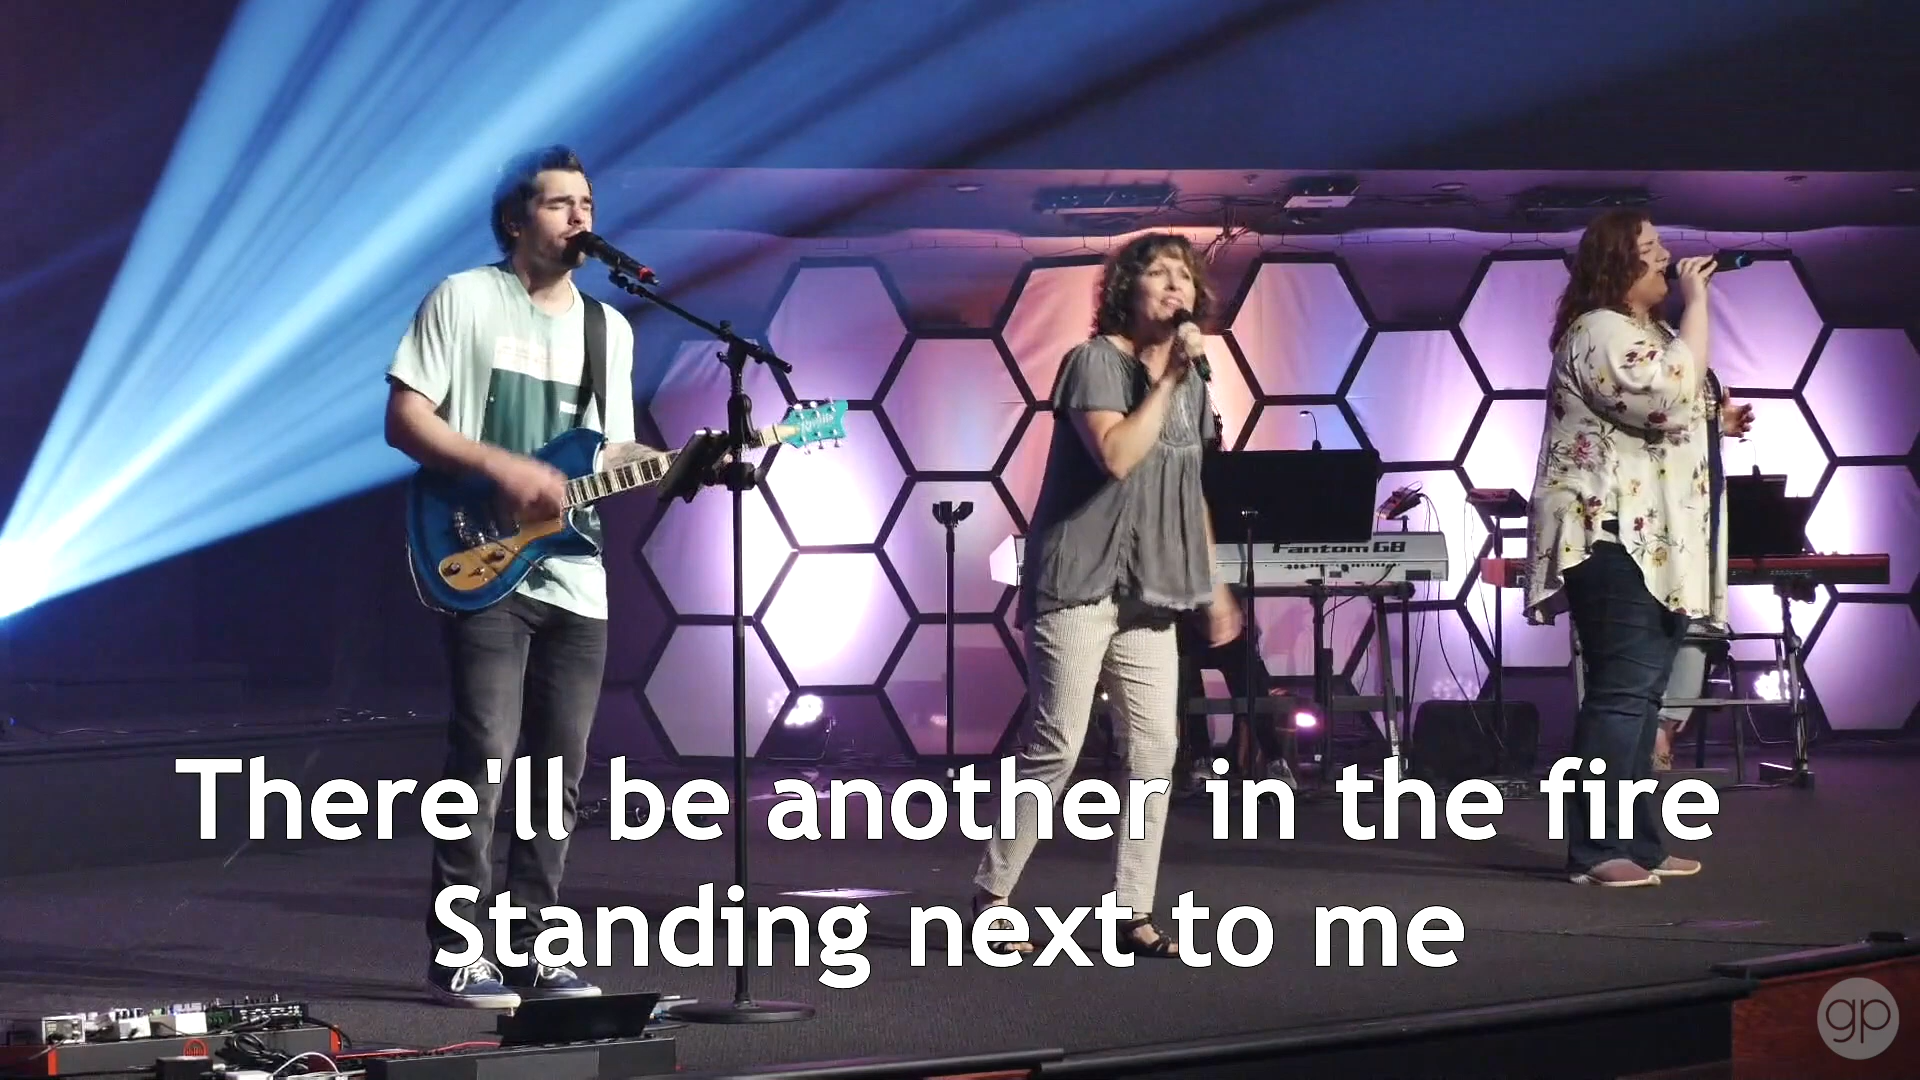 Fantom G8
There'll be another in the fire
Standing next to me
gp